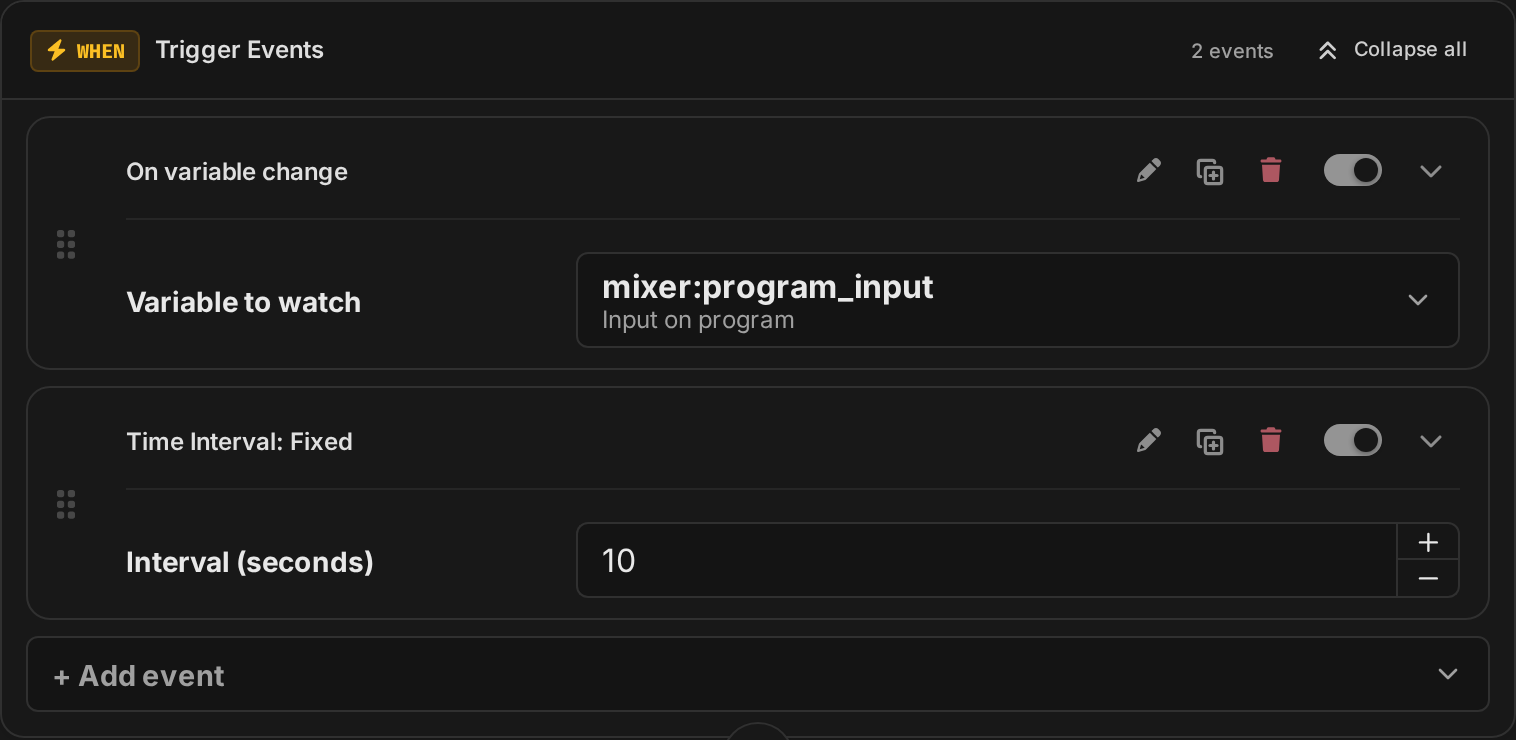 WHEN Trigger Events 2 events Collapse all
On variable change
Variable to watch mixer:program_input
Input on program
Time Interval: Fixed
Interval (seconds) 10
+ Add event